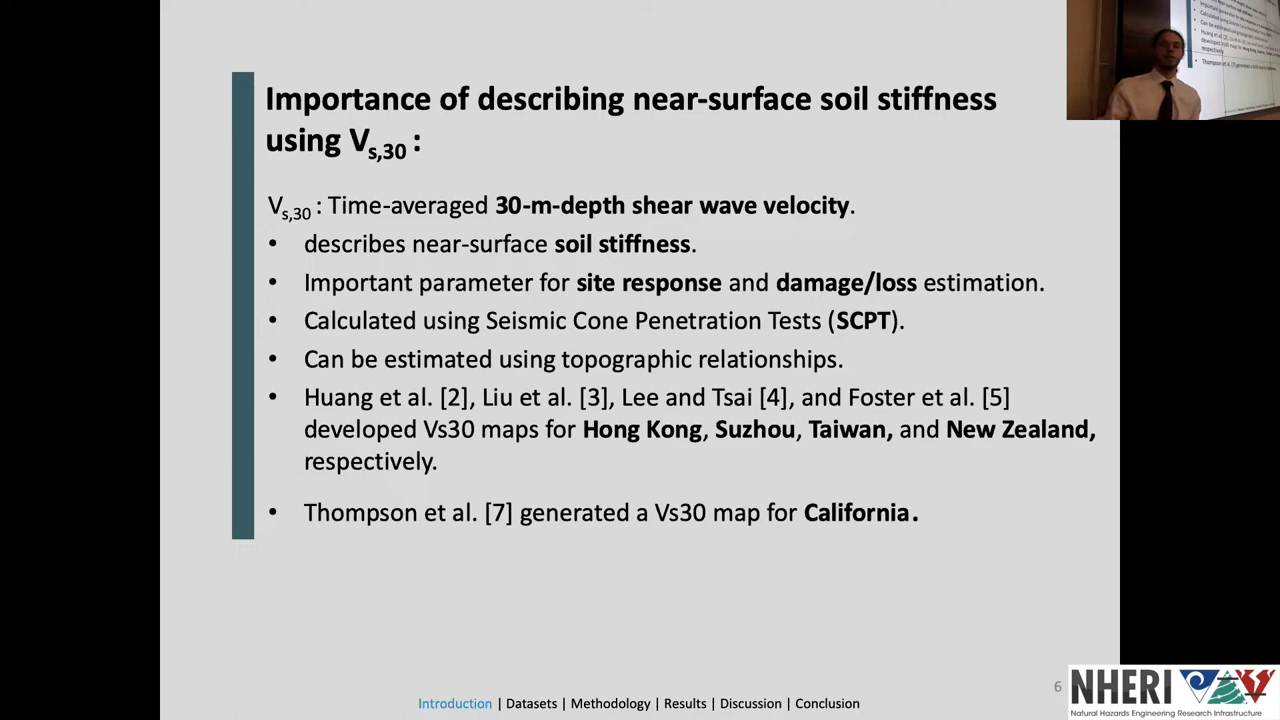 Importance of describing near-surface soil stiffness
using Vs,30 :
Vs,30 : Time-averaged 30-m-depth shear wave velocity.
• describes near-surface soil stiffness.
• Important parameter for site response and damage/loss estimation.
• Calculated using Seismic Cone Penetration Tests (SCPT).
• Can be estimated using topographic relationships.
• Huang et al. [2], Liu et al. [3], Lee and Tsai [4], and Foster et al. [5]
developed Vs30 maps for Hong Kong, Suzhou, Taiwan, and New Zealand,
respectively.
• Thompson et al. [7] generated a Vs30 map for California.
Introduction | Datasets | Methodology | Results | Discussion | Conclusion
6
NHERI
Natural Hazards Engineering Research Infrastructure